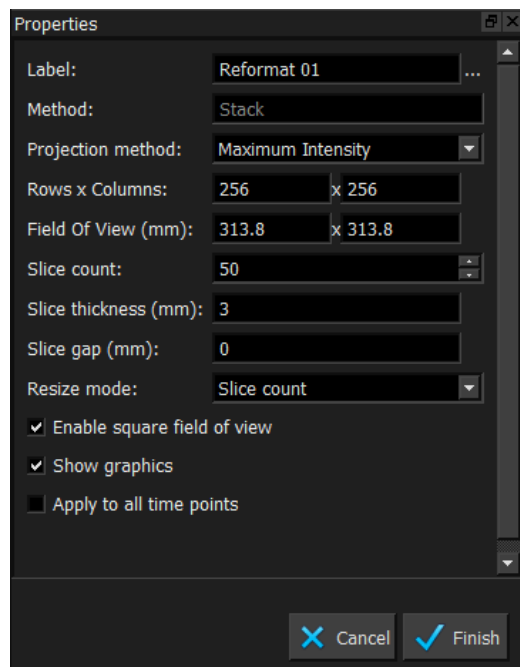 Properties
Label: Reformat 01 ...
Method: Stack
Projection method: Maximum Intensity
Rows x Columns: 256 x 256
Field Of View (mm): 313.8 x 313.8
Slice count: 50
Slice thickness (mm): 3
Slice gap (mm): 0
Resize mode: Slice count
Enable square field of view
Show graphics
Apply to all time points
Cancel Finish